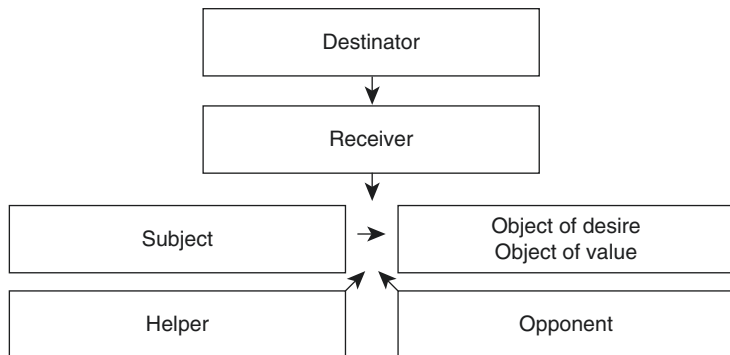 Destinator
Receiver
Subject
Object of desire
Object of value
Helper
Opponent